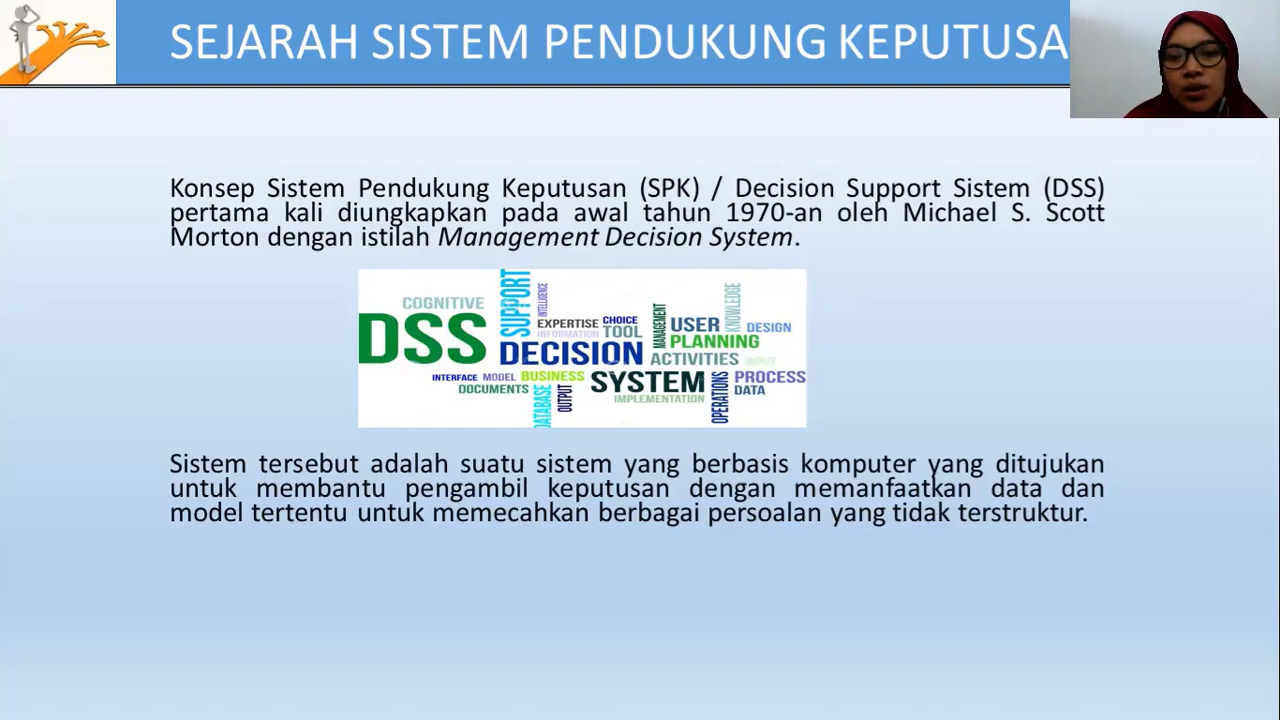 SEJARAH SISTEM PENDUKUNG KEPUTUSA
Konsep Sistem Pendukung Keputusan (SPK) / Decision Support Sistem (DSS)
pertama kali diungkapkan pada awal tahun 1970-an oleh Michael S. Scott
Morton dengan istilah Management Decision System.
COGNITIVE
DSS
SUPPORT
INTELLIGENCE
EXPERTISE
CHOICE
INFORMATION
TOOL
DECISION
MANAGEMENT
USER
KNOWLEDGE
DESIGN
PLANNING
ACTIVITIES
INPUT
INTERFACE
MODEL
BUSINESS
DOCUMENTS
DATABASE
OUTPUT
SYSTEM
IMPLEMENTATION
OPERATIONS
PROCESS
DATA
Sistem tersebut adalah suatu sistem yang berbasis komputer yang ditujukan
untuk membantu pengambil keputusan dengan memanfaatkan data dan
model tertentu untuk memecahkan berbagai persoalan yang tidak terstruktur.